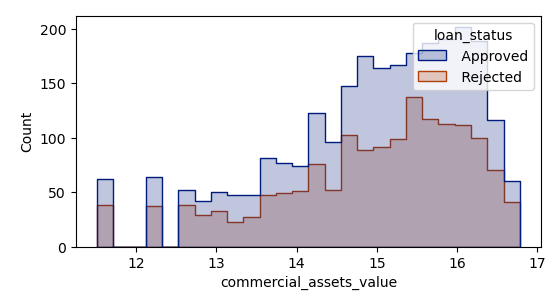 loan_status
Approved
Rejected
Count
200
150
100
50
0
12 13 14 15 16 17
commercial_assets_value